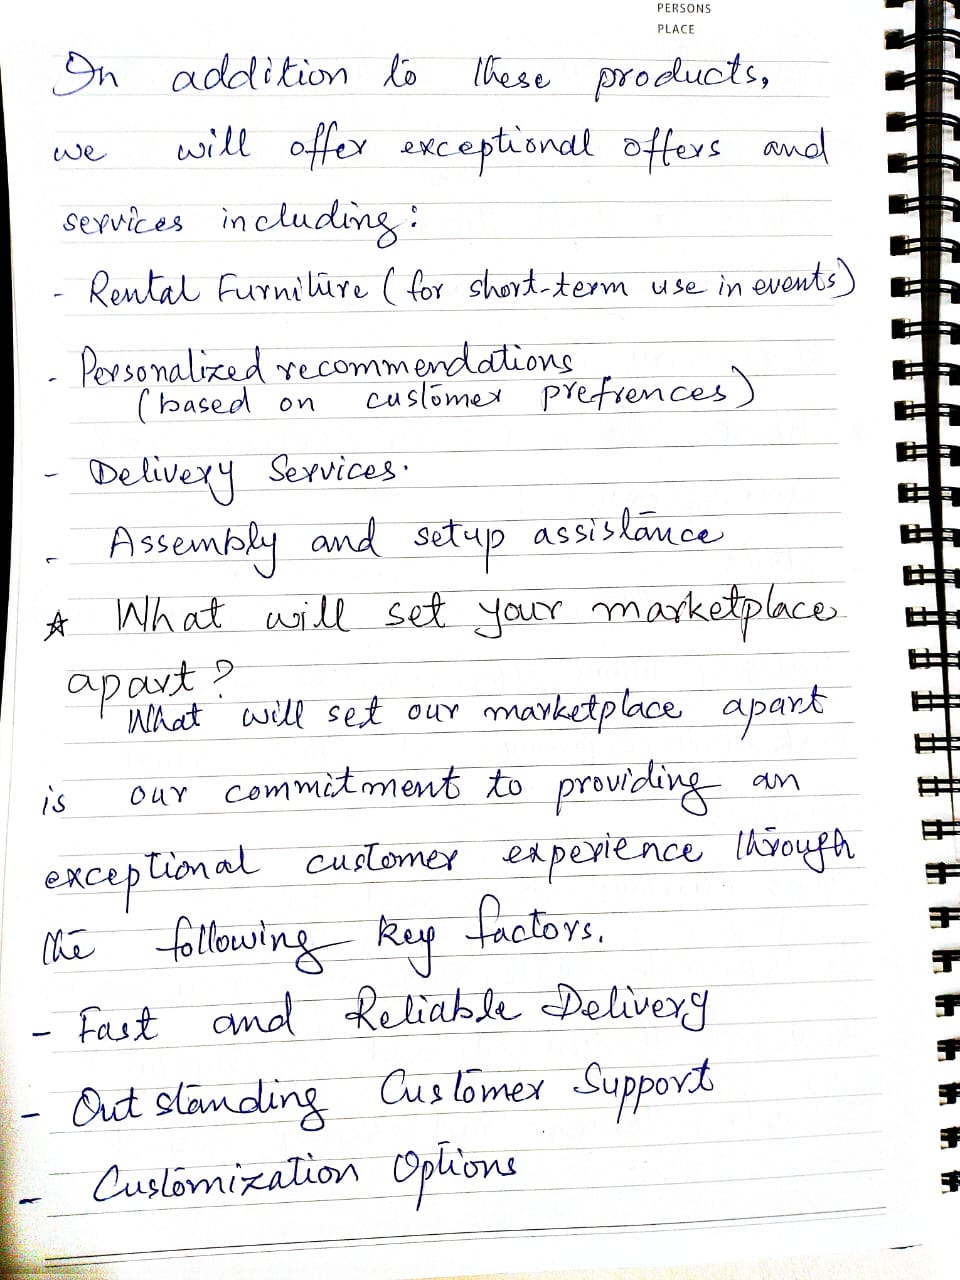 PERSONS
PLACE
In addition to these products,
we will offer exceptional offers and
services including:
- Rental Furniture (for short-term use in events)
- Personalized recommendations
(based on customer prefrences)
- Delivery Services.
- Assembly and setup assistance
☆ What will set your marketplace
apart?
What will set our marketplace apart
is our commitment to providing an
exceptional customer experience through
the following key factors.
- Fast and Reliable Delivery
- Outstanding Customer Support
- Customization Options